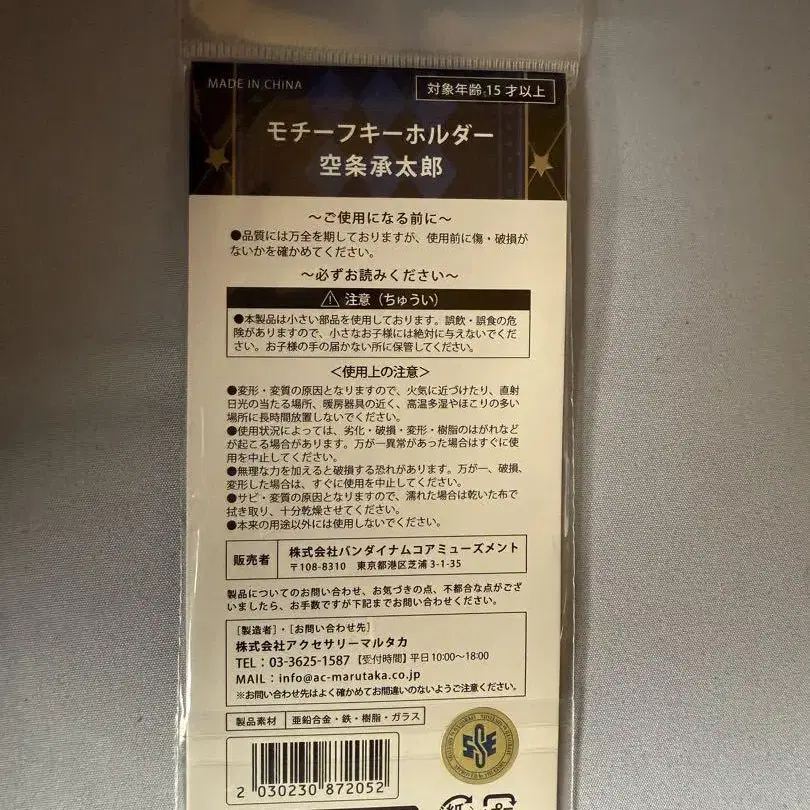 MADE IN CHINA
対象年齢 15 才以上
モチーフキーホルダー
空条承太郎
～ご使用になる前に～
●品質には万全を期しておりますが、使用前に傷・破損が
ないかを確かめてください。
～必ずお読みください～
⚠ 注意（ちゅうい）
●本製品は小さい部品を使用しております。誤飲・誤食の危
険がありますので、小さなお子様には絶対に与えないでくだ
さい。お子様の手の届かない所に保管してください。
＜使用上の注意＞
●変形・変質の原因となりますので、火気に近づけたり、直射
日光の当たる場所、暖房器具の近く、高温多湿やほこりの多い
場所に長時間放置しないでください。
●使用状況によっては、劣化・破損・変形・樹脂のはがれなど
が起こる場合があります。万が一異常があった場合はすぐに使
用を中止してください。
●無理な力を加えると破損する恐れがあります。万が一、破損、
変形した場合は、すぐに使用を中止してください。
●サビ・変質の原因となりますので、濡れた場合は乾いた布で
拭き取り、十分乾燥させてください。
●本来の用途以外には使用しないでください。
販売者 株式会社バンダイナムコアミューズメント
〒108-8310 東京都港区芝浦 3-1-35
製品についてのお問い合わせ、お気づきの点、不都合な点がござ
いましたら、お手数ですが下記までお問い合わせください。
［製造者］・［お問い合わせ先］
株式会社アクセサリーマルタカ
TEL：03-3625-1587 【受付時間】平日 10:00～18:00
MAIL：info@ac-marutaka.co.jp
※お問い合わせ先はよく確かめてお間違いのないようご注意ください。
製品素材 亜鉛合金・鉄・樹脂・ガラス
2 030230 872052